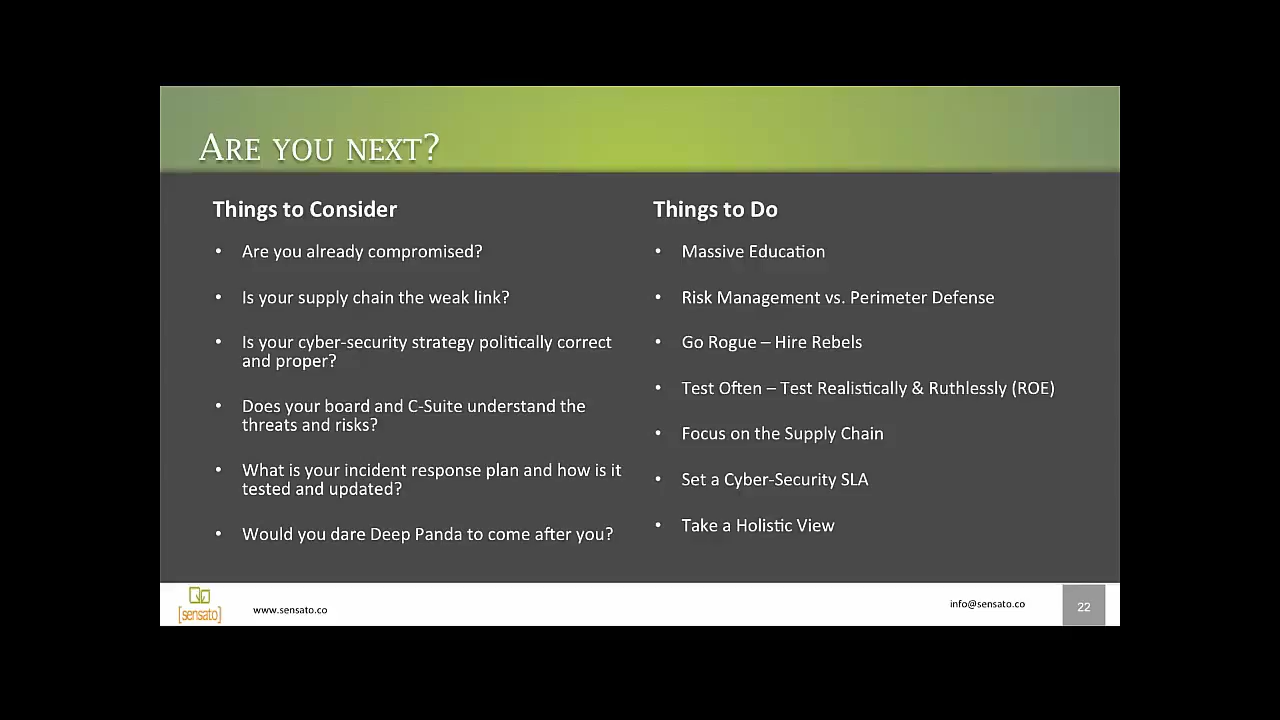 ARE YOU NEXT?
Things to Consider
• Are you already compromised?
• Is your supply chain the weak link?
• Is your cyber-security strategy politically correct
and proper?
• Does your board and C-Suite understand the
threats and risks?
• What is your incident response plan and how is it
tested and updated?
• Would you dare Deep Panda to come after you?
Things to Do
• Massive Education
• Risk Management vs. Perimeter Defense
• Go Rogue – Hire Rebels
• Test Often – Test Realistically & Ruthlessly (ROE)
• Focus on the Supply Chain
• Set a Cyber-Security SLA
• Take a Holistic View
[sensato]
www.sensato.co
info@sensato.co
22